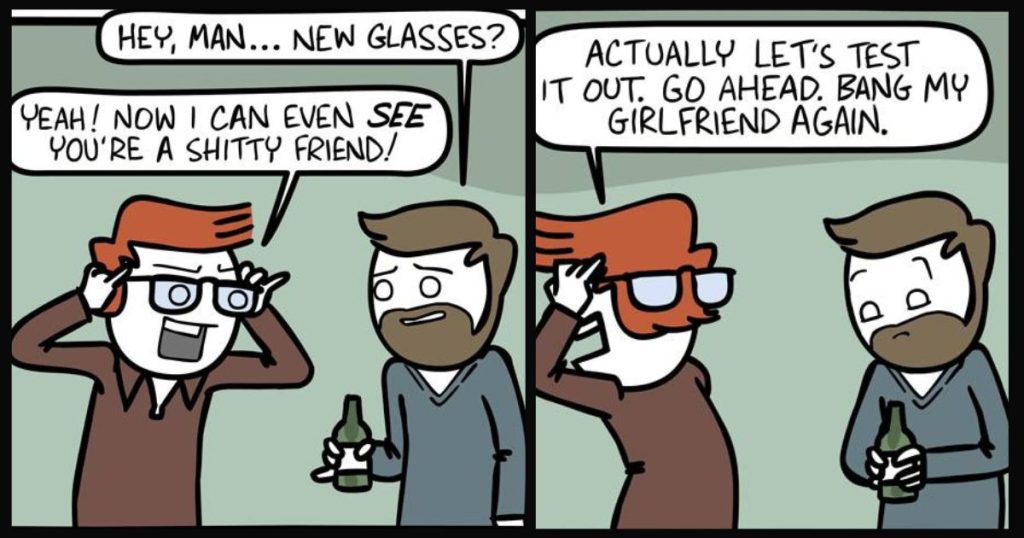 HEY, MAN... NEW GLASSES?
YEAH! NOW I CAN EVEN SEE
YOU'RE A SHITTY FRIEND!
ACTUALLY LET'S TEST
IT OUT. GO AHEAD. BANG MY
GIRLFRIEND AGAIN.